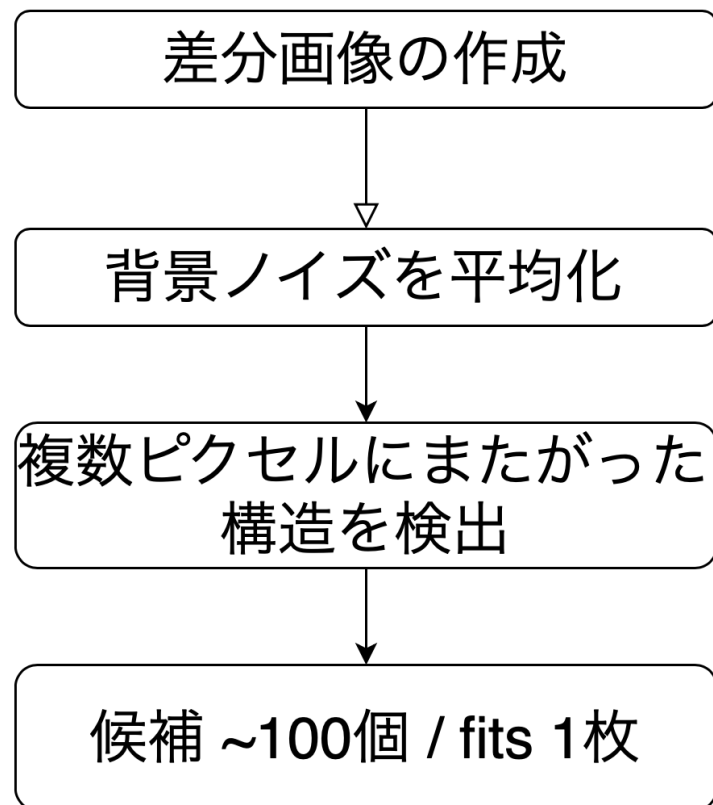 差分画像の作成
背景ノイズを平均化
複数ピクセルにまたがった
構造を検出
候補 ~100個 / fits 1枚